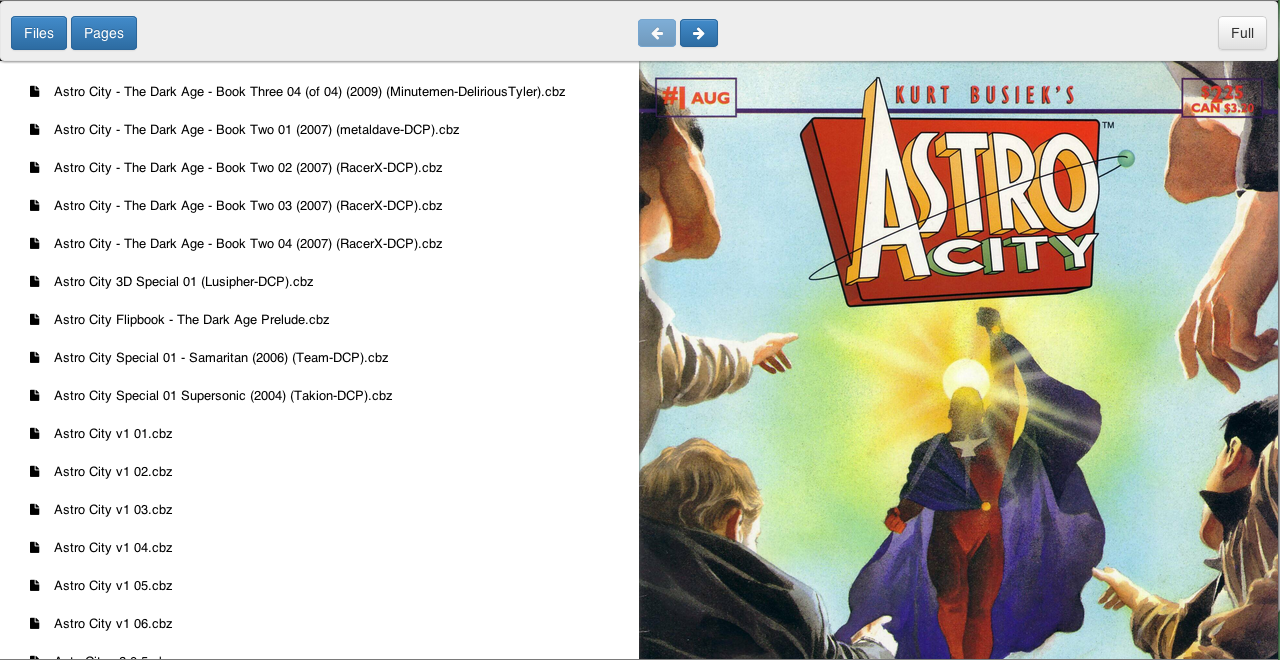 Files
Pages
Full
Astro City - The Dark Age - Book Three 04 (of 04) (2009) (Minutemen-DeliriousTyler).cbz
Astro City - The Dark Age - Book Two 01 (2007) (metaldave-DCP).cbz
Astro City - The Dark Age - Book Two 02 (2007) (RacerX-DCP).cbz
Astro City - The Dark Age - Book Two 03 (2007) (RacerX-DCP).cbz
Astro City - The Dark Age - Book Two 04 (2007) (RacerX-DCP).cbz
Astro City 3D Special 01 (Lusipher-DCP).cbz
Astro City Flipbook - The Dark Age Prelude.cbz
Astro City Special 01 - Samaritan (2006) (Team-DCP).cbz
Astro City Special 01 Supersonic (2004) (Takion-DCP).cbz
Astro City v1 01.cbz
Astro City v1 02.cbz
Astro City v1 03.cbz
Astro City v1 04.cbz
Astro City v1 05.cbz
Astro City v1 06.cbz
#1 AUG
KURT BUSIEK'S
ASTRO
CITY
TM
CAN $3.20